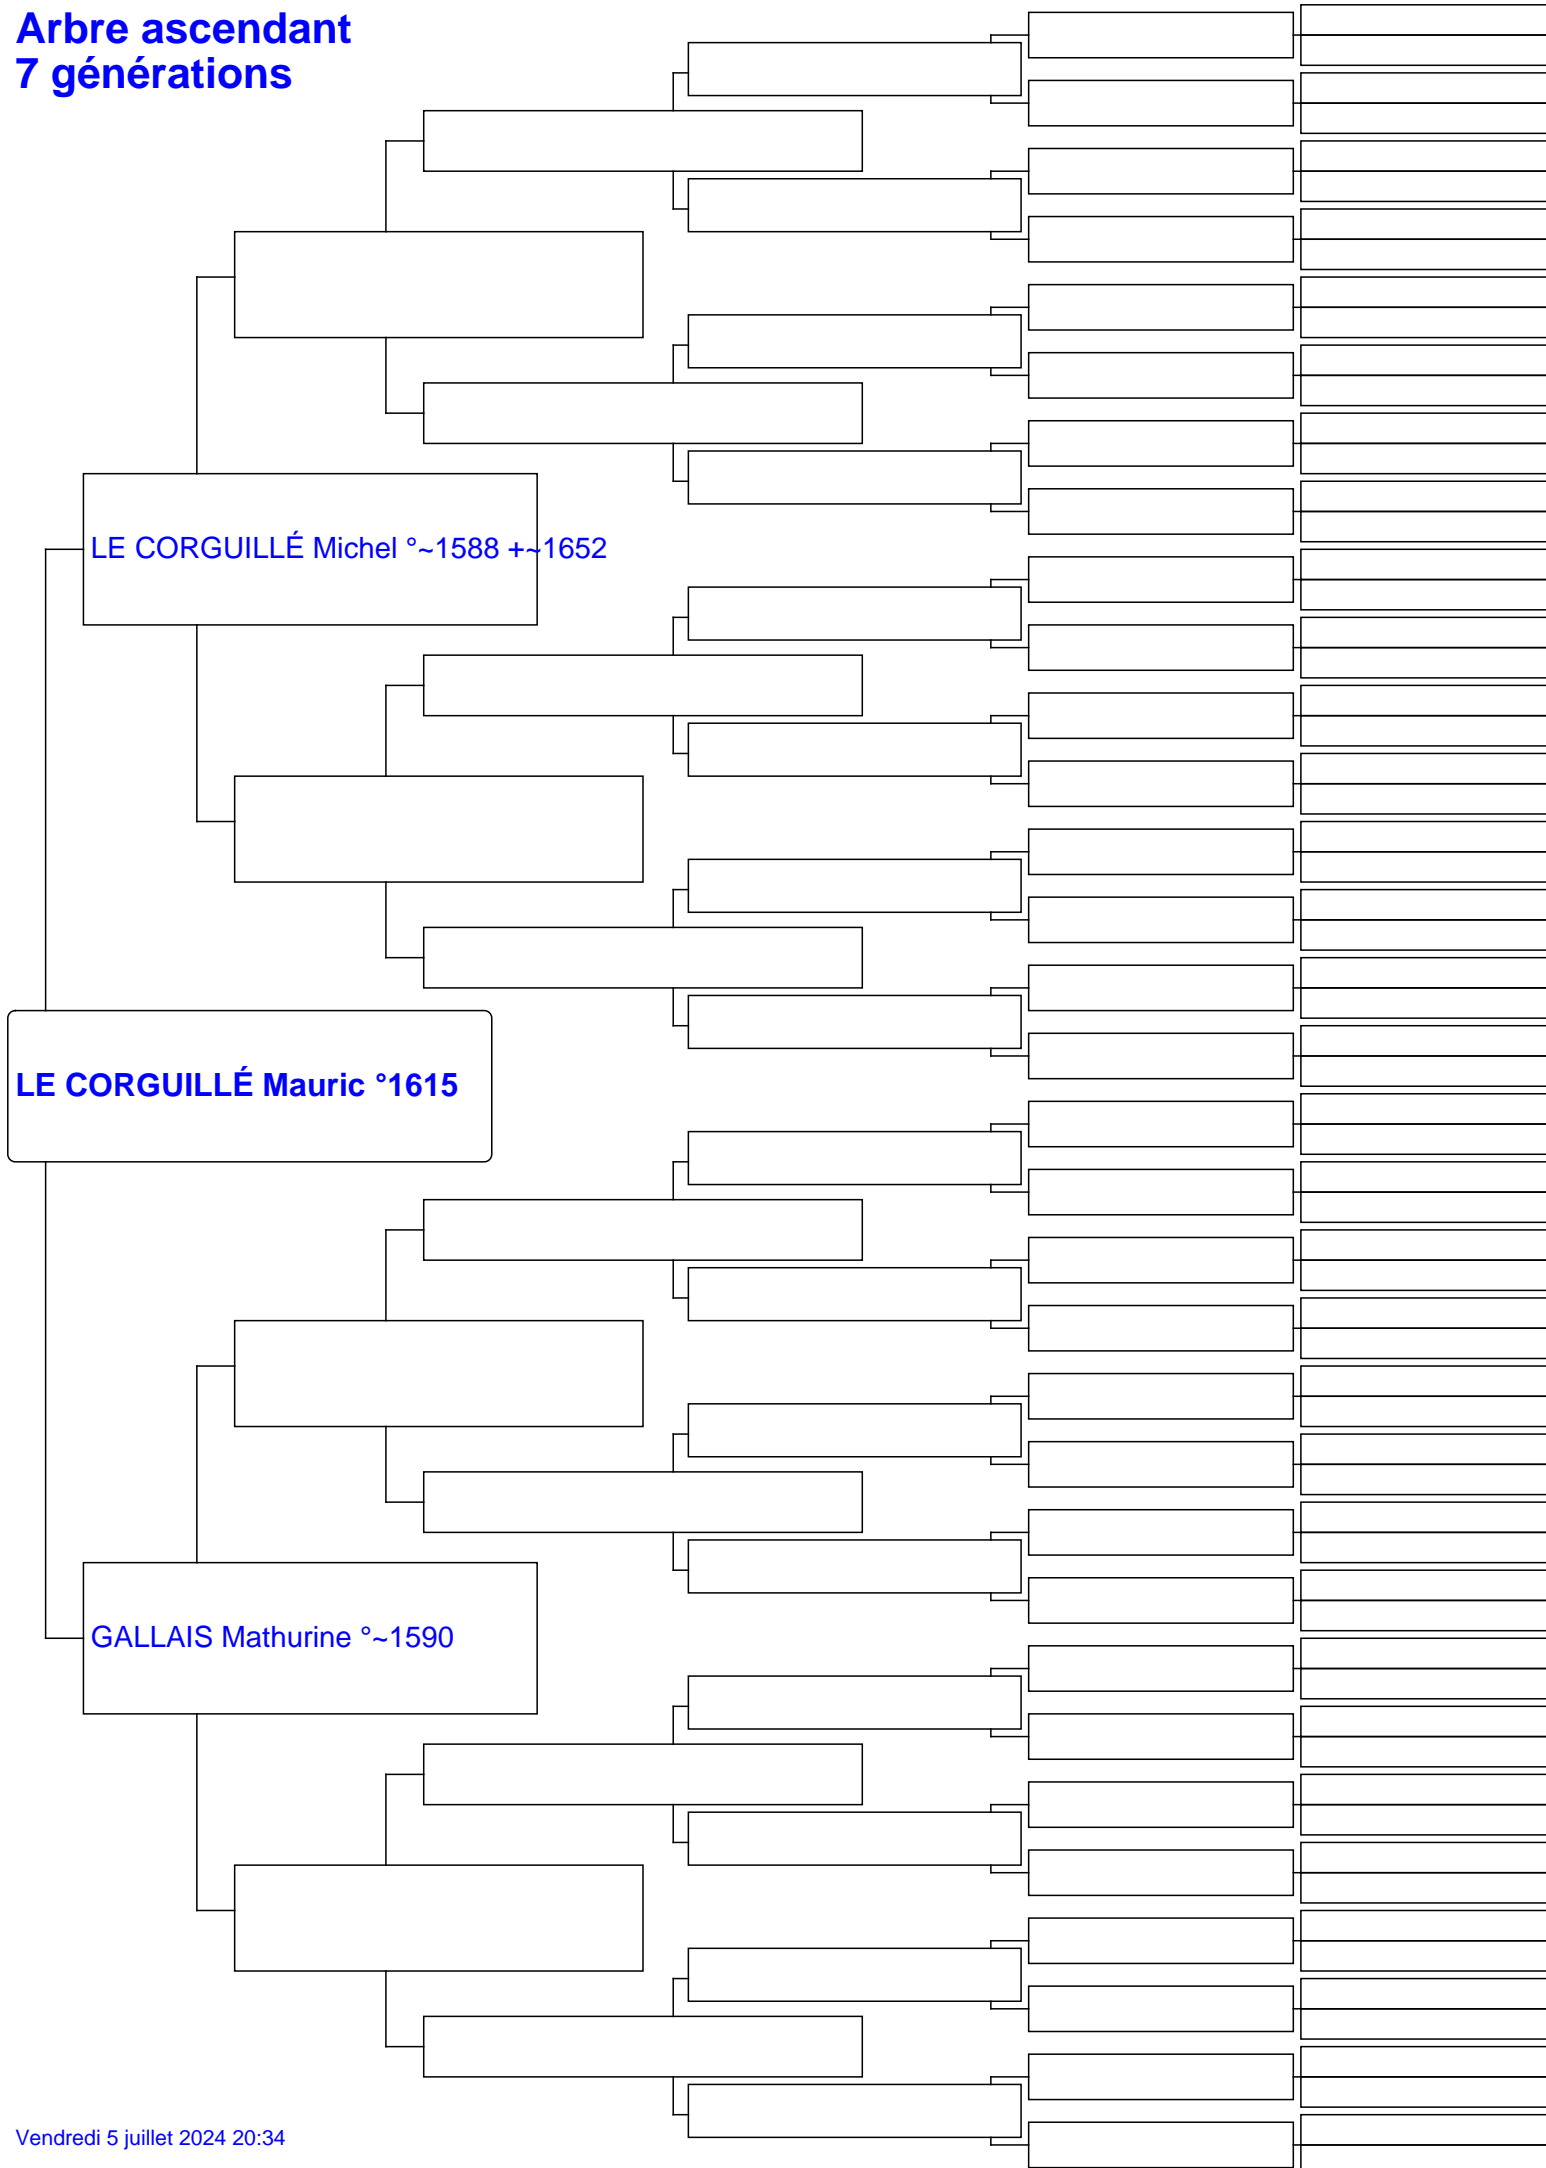 Arbre ascendant
7 générations
LE CORGUILLÉ Michel °~1588 +~1652
LE CORGUILLÉ Mauric °1615
GALLAIS Mathurine °~1590
Vendredi 5 juillet 2024 20:34